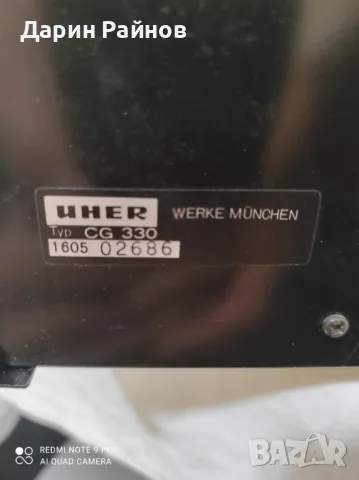 Дарин Райнов
UHER WERKE MÜNCHEN
Typ CG 330
1605 02686
REDMI NOTE 9 PRO
AI QUAD CAMERA
BAZAR